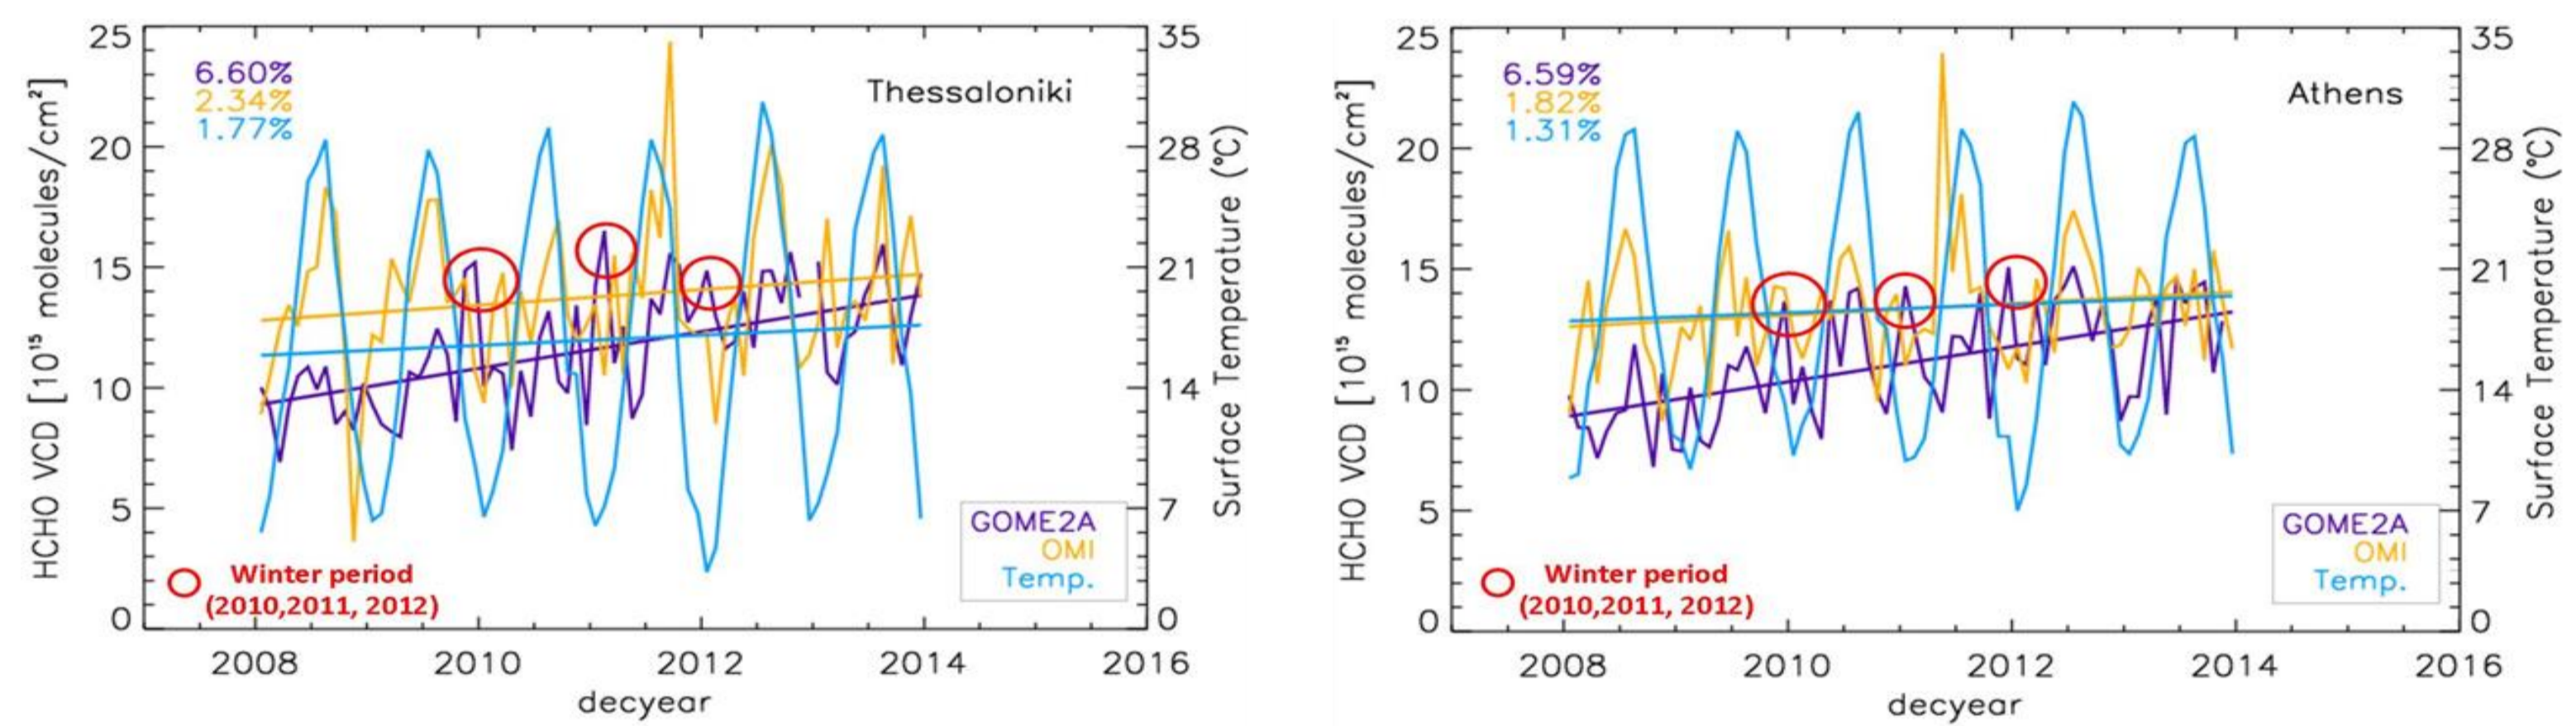 HCHO VCD [10¹⁵ molecules/cm²]
25
20
15
10
5
0
6.60%
2.34%
1.77%
Thessaloniki
35
28
21
14
7
0
Surface Temperature (°C)
GOME2A
OMI
Temp.
Winter period
(2010,2011, 2012)
2008 2010 2012 2014 2016
decyear
HCHO VCD [10¹⁵ molecules/cm²]
25
20
15
10
5
0
6.59%
1.82%
1.31%
Athens
35
28
21
14
7
0
Surface Temperature (°C)
GOME2A
OMI
Temp.
Winter period
(2010,2011, 2012)
2008 2010 2012 2014 2016
decyear